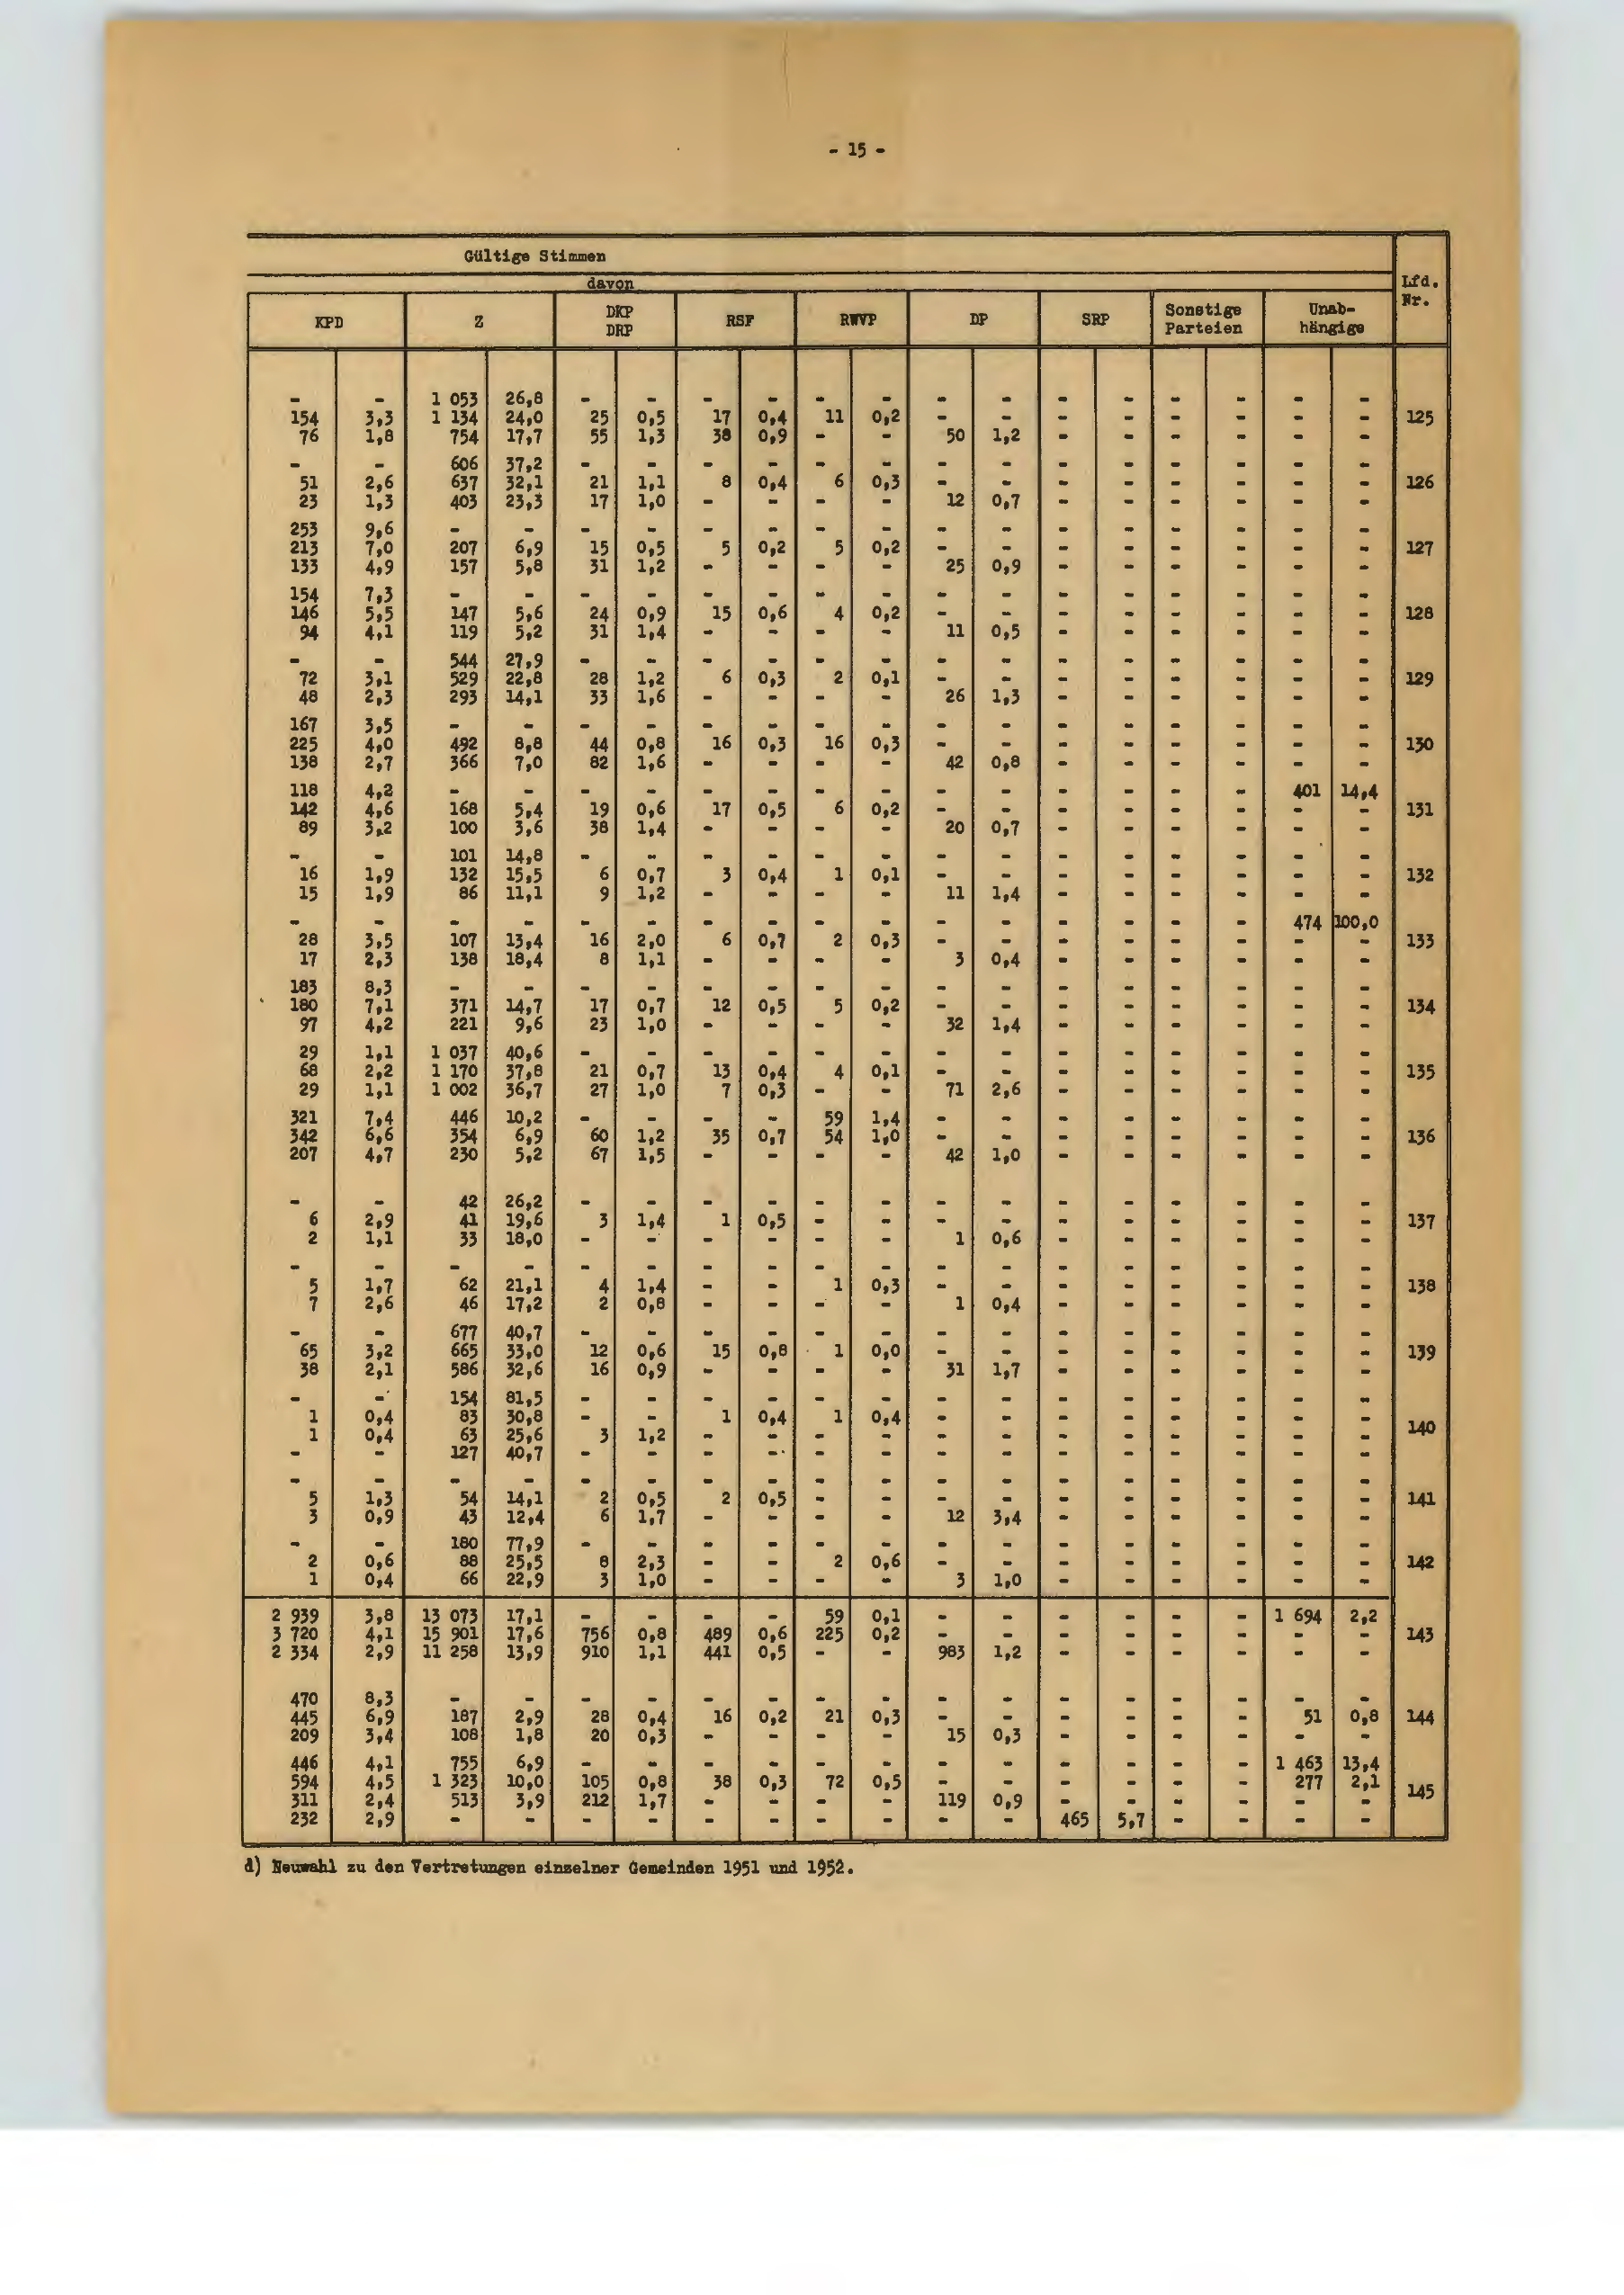 - 15 -
Gültige Stimmen
davon
Lfd. Nr.
KPD Z DKP DRP RSF RWVP DP SRP Sonstige Parteien Unab-hängige
- - 1 053 26,8 - - - - - - - - - - - - - -
154 3,3 1 134 24,0 25 0,5 17 0,4 11 0,2 - - - - - - - - 125
76 1,8 754 17,7 55 1,3 38 0,9 - - 50 1,2 - - - - - -
- - 606 37,2 - - - - - - - - - - - - - -
51 2,6 637 32,1 21 1,1 8 0,4 6 0,3 - - - - - - - - 126
23 1,3 403 23,3 17 1,0 - - - - 12 0,7 - - - - - -
253 9,6 - - - - - - - - - - - - - - - -
213 7,0 207 6,9 15 0,5 5 0,2 5 0,2 - - - - - - - - 127
133 4,9 157 5,8 31 1,2 - - - - 25 0,9 - - - - - -
154 7,3 - - - - - - - - - - - - - - - -
146 5,5 147 5,6 24 0,9 15 0,6 4 0,2 - - - - - - - - 128
94 4,1 119 5,2 31 1,4 - - - - 11 0,5 - - - - - -
- - 544 27,9 - - - - - - - - - - - - - -
72 3,1 529 22,8 28 1,2 6 0,3 2 0,1 - - - - - - - - 129
48 2,3 293 14,1 33 1,6 - - - - 26 1,3 - - - - - -
167 3,5 - - - - - - - - - - - - - - - -
225 4,0 492 8,8 44 0,8 16 0,3 16 0,3 - - - - - - - - 130
138 2,7 366 7,0 82 1,6 - - - - 42 0,8 - - - - - -
118 4,2 - - - - - - - - - - - - - - 401 14,4
142 4,6 168 5,4 19 0,6 17 0,5 6 0,2 - - - - - - - - 131
89 3,2 100 3,6 38 1,4 - - - - 20 0,7 - - - - - -
- - 101 14,8 - - - - - - - - - - - - - -
16 1,9 132 15,5 6 0,7 3 0,4 1 0,1 - - - - - - - - 132
15 1,9 86 11,1 9 1,2 - - - - 11 1,4 - - - - - -
- - - - - - - - - - - - - - - - 474 100,0
28 3,5 107 13,4 16 2,0 6 0,7 2 0,3 - - - - - - - - 133
17 2,3 138 18,4 8 1,1 - - - - 3 0,4 - - - - - -
183 8,3 - - - - - - - - - - - - - - - -
180 7,1 371 14,7 17 0,7 12 0,5 5 0,2 - - - - - - - - 134
97 4,2 221 9,6 23 1,0 - - - - 32 1,4 - - - - - -
29 1,1 1 037 40,6 - - - - - - - - - - - - - -
68 2,2 1 170 37,8 21 0,7 13 0,4 4 0,1 - - - - - - - - 135
29 1,1 1 002 36,7 27 1,0 7 0,3 - - 71 2,6 - - - - - -
321 7,4 446 10,2 - - - - 59 1,4 - - - - - - - -
342 6,6 354 6,9 60 1,2 35 0,7 54 1,0 - - - - - - - - 136
207 4,7 230 5,2 67 1,5 - - - - 42 1,0 - - - - - -
- - 42 26,2 - - - - - - - - - - - - - -
6 2,9 41 19,6 3 1,4 1 0,5 - - - - - - - - - - 137
2 1,1 33 18,0 - - - - - - 1 0,6 - - - - - -
- - - - - - - - - - - - - - - - - -
5 1,7 62 21,1 4 1,4 - - 1 0,3 - - - - - - - - 138
7 2,6 46 17,2 2 0,8 - - - - 1 0,4 - - - - - -
- - 677 40,7 - - - - - - - - - - - - - -
65 3,2 665 33,0 12 0,6 15 0,8 1 0,0 - - - - - - - - 139
38 2,1 586 32,6 16 0,9 - - - - 31 1,7 - - - - - -
- - 154 81,5 - - - - - - - - - - - - - -
1 0,4 83 30,8 - - 1 0,4 1 0,4 - - - - - - - - 140
1 0,4 63 25,6 3 1,2 - - - - - - - - - - - -
- - 127 40,7 - - - - - - - - - - - - - -
- - - - - - - - - - - - - - - - - -
5 1,3 54 14,1 2 0,5 2 0,5 - - - - - - - - - - 141
3 0,9 43 12,4 6 1,7 - - - - 12 3,4 - - - - - -
- - 180 77,9 - - - - - - - - - - - - - -
2 0,6 88 25,5 8 2,3 - - 2 0,6 - - - - - - - - 142
1 0,4 66 22,9 3 1,0 - - - - 3 1,0 - - - - - -
2 939 3,8 13 073 17,1 - - - - 59 0,1 - - - - - - 1 694 2,2
3 720 4,1 15 901 17,6 756 0,8 489 0,6 225 0,2 - - - - - - - - 143
2 334 2,9 11 258 13,9 910 1,1 441 0,5 - - 983 1,2 - - - - - -
470 8,3 - - - - - - - - - - - - - - - -
445 6,9 187 2,9 28 0,4 16 0,2 21 0,3 - - - - - - 51 0,8 144
209 3,4 108 1,8 20 0,3 - - - - 15 0,3 - - - - - -
446 4,1 755 6,9 - - - - - - - - - - - - 1 463 13,4
594 4,5 1 323 10,0 105 0,8 38 0,3 72 0,5 - - - - - - 277 2,1 145
311 2,4 513 3,9 212 1,7 - - - - 119 0,9 - - - - - -
232 2,9 - - - - - - - - - - 465 5,7 - - - -
d) Neuwahl zu den Vertretungen einzelner Gemeinden 1951 und 1952.